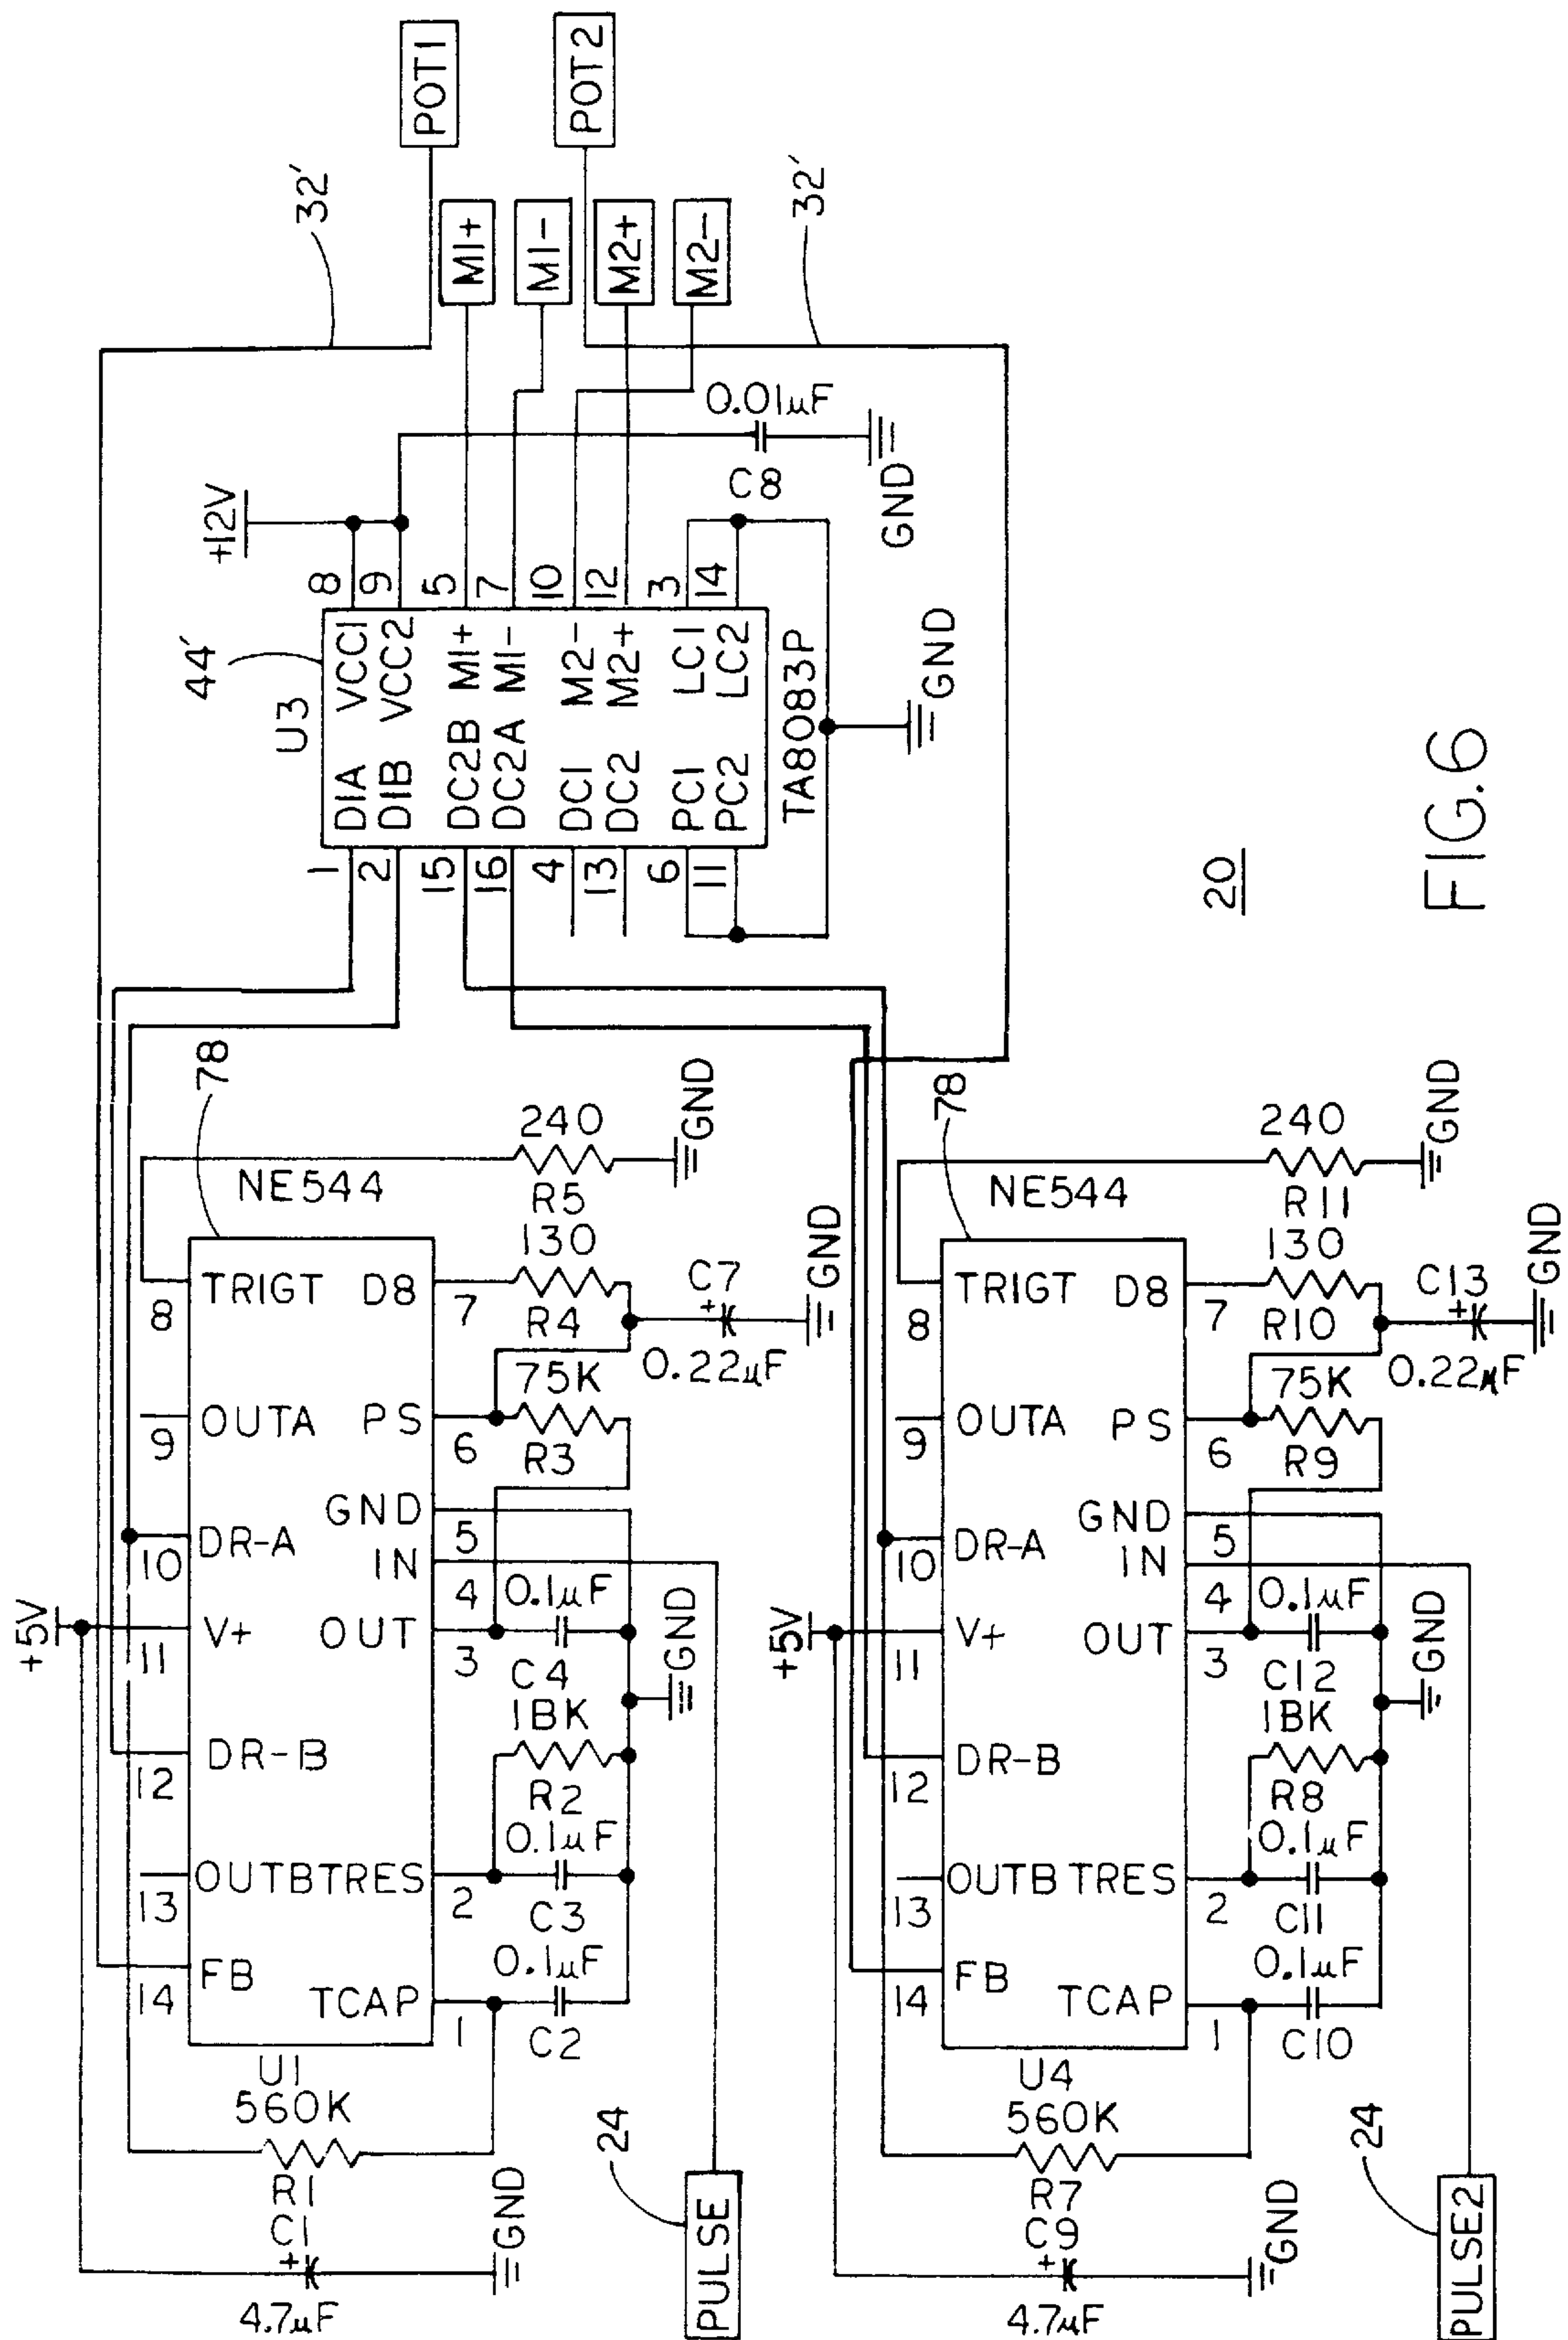 POT1
POT2
32'
M1+
M1-
M2+
M2-
32'
0.01µF
C8
GND
+12V
44'
U3
8
9
5
7
10
12
3
14
DIA VCC1
DIB VCC2
DC2B M1+
DC2A M1-
DC1 M2-
DC2 M2+
PC1 LC1
PC2 LC2
TA8083P
GND
1
2
15
16
4
13
6
11
20
FIG.6
78
NE544
240
R5
GND
130
R4
C7
+
0.22µF
GND
75K
R3
8
TRIGT D8
7
9
OUTA PS
6
GND
5
10
DR-A IN
4
+5V
11
V+ OUT
3
0.1µF
C4
GND
12
DR-B
1BK
R2
13
OUTB TRES
2
0.1µF
C3
14
FB
TCAP
1
0.1µF
C2
U1
560K
R1
C1
+
4.7µF
GND
24
PULSE
78
NE544
240
R11
GND
130
R10
C13
+
0.22µF
GND
75K
R9
8
TRIGT D8
7
9
OUTA PS
6
GND
5
10
DR-A IN
4
+5V
11
V+ OUT
3
0.1µF
C12
GND
12
DR-B
1BK
R8
13
OUTB TRES
2
0.1µF
C11
14
FB
TCAP
1
0.1µF
C10
U4
560K
R7
C9
+
4.7µF
GND
24
PULSE2